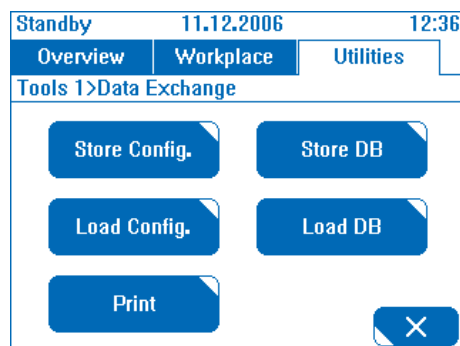 Standby 11.12.2006 12:36
Overview Workplace Utilities
Tools 1>Data Exchange
Store Config. Store DB
Load Config. Load DB
Print